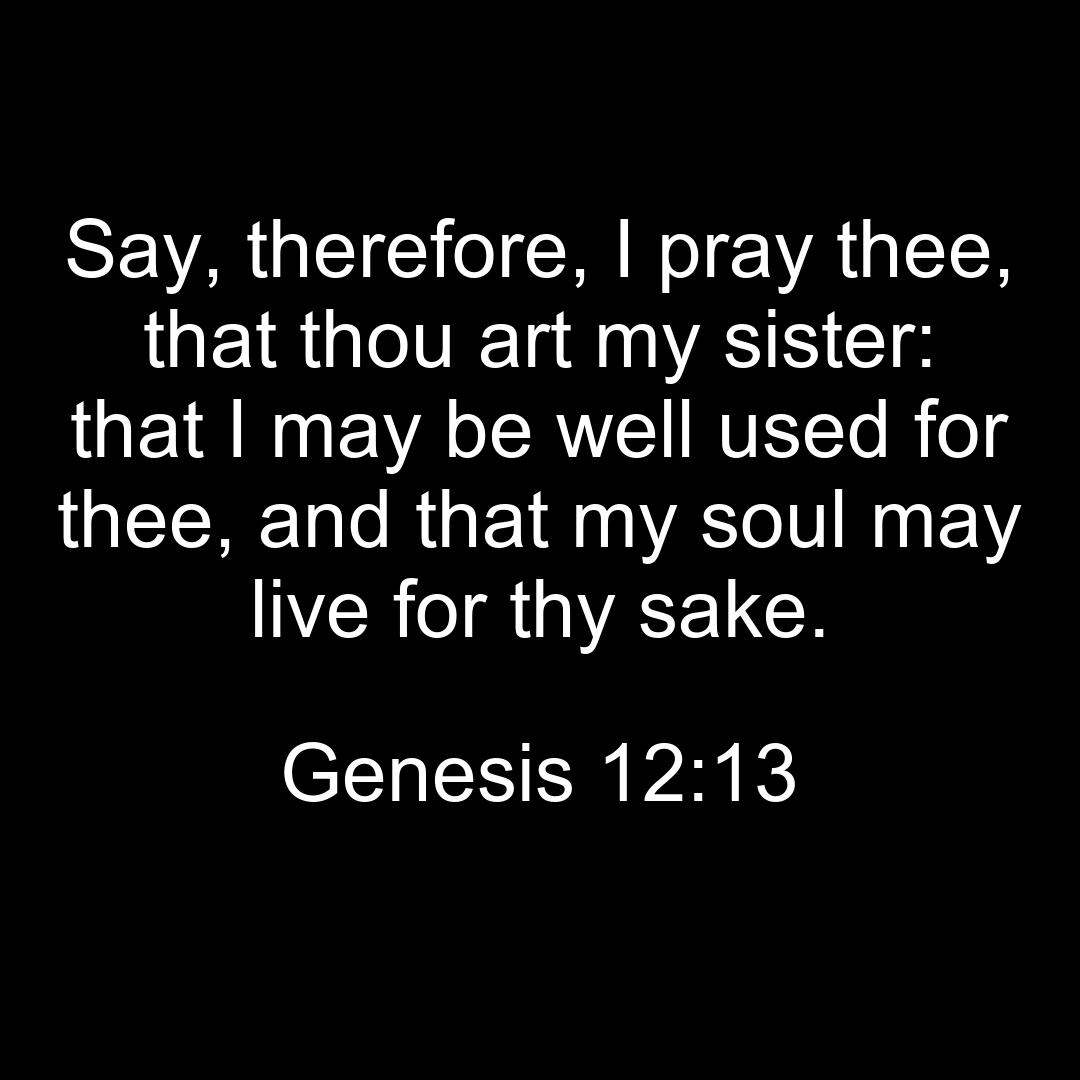 Say, therefore, I pray thee,
that thou art my sister:
that I may be well used for
thee, and that my soul may
live for thy sake.
Genesis 12:13